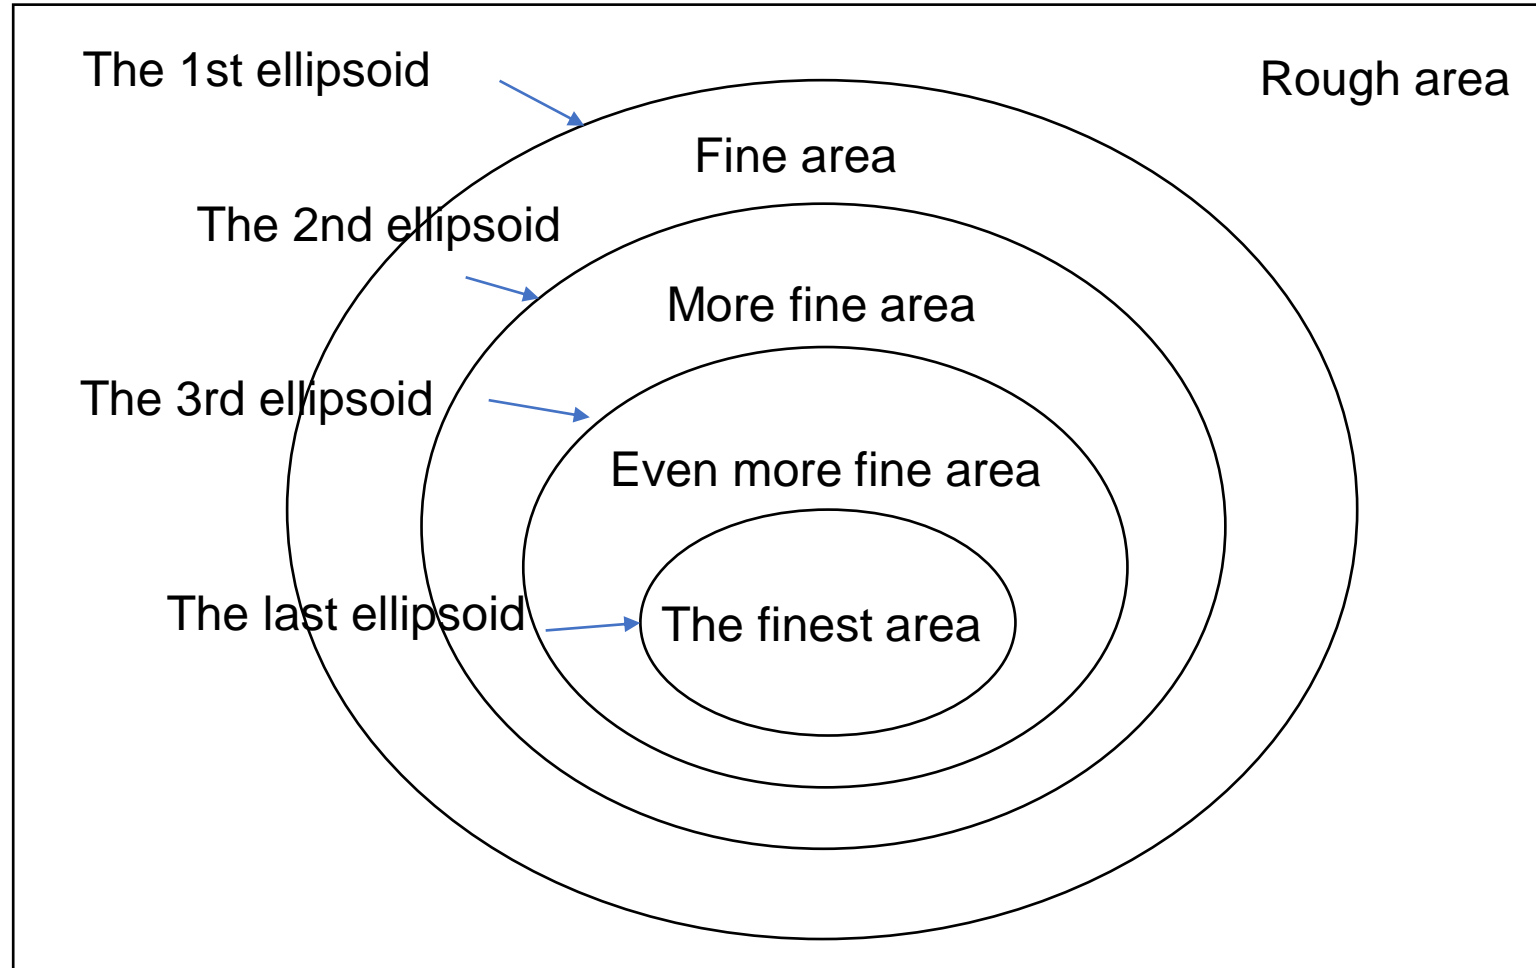 The 1st ellipsoid
Rough area
Fine area
The 2nd ellipsoid
More fine area
The 3rd ellipsoid
Even more fine area
The last ellipsoid
The finest area